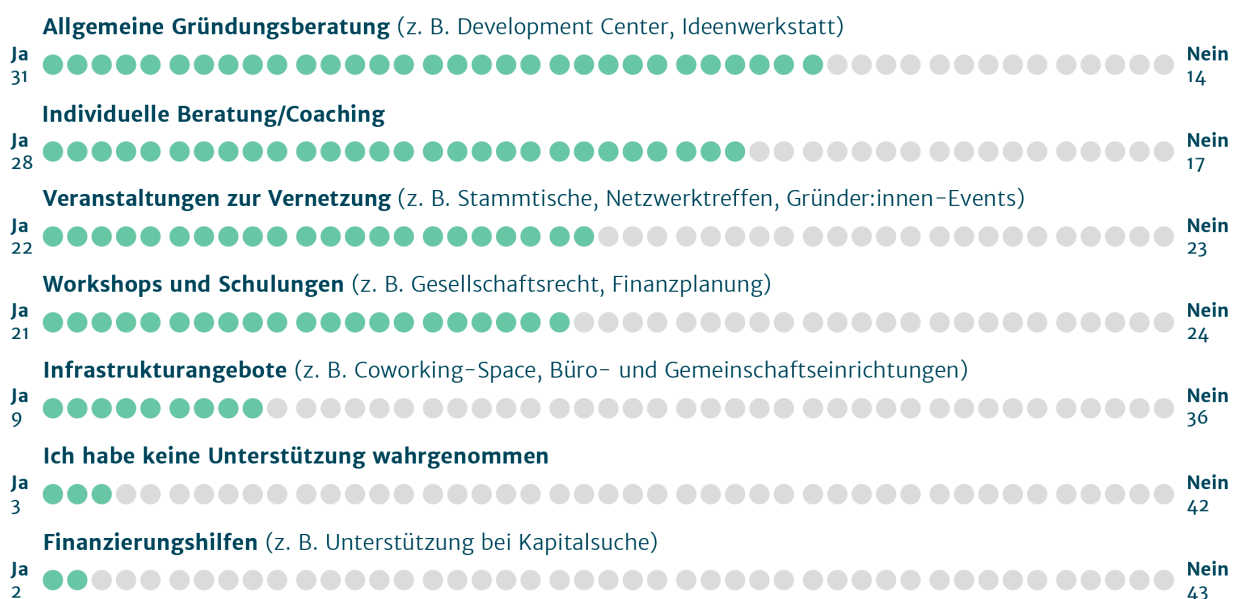 Allgemeine Gründungsberatung (z. B. Development Center, Ideenwerkstatt)
Ja Nein
31 14
Individuelle Beratung/Coaching
Ja Nein
28 17
Veranstaltungen zur Vernetzung (z. B. Stammtische, Netzwerktreffen, Gründer:innen-Events)
Ja Nein
22 23
Workshops und Schulungen (z. B. Gesellschaftsrecht, Finanzplanung)
Ja Nein
21 24
Infrastrukturangebote (z. B. Coworking-Space, Büro- und Gemeinschaftseinrichtungen)
Ja Nein
9 36
Ich habe keine Unterstützung wahrgenommen
Ja Nein
3 42
Finanzierungshilfen (z. B. Unterstützung bei Kapitalsuche)
Ja Nein
2 43